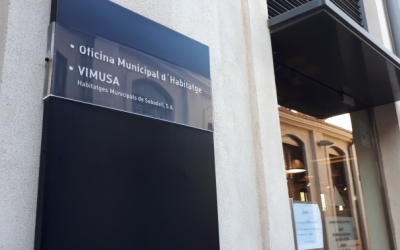 • Oficina Municipal d´Habitatge
• VIMUSA
Habitatges Municipals de Sabadell, S.A.